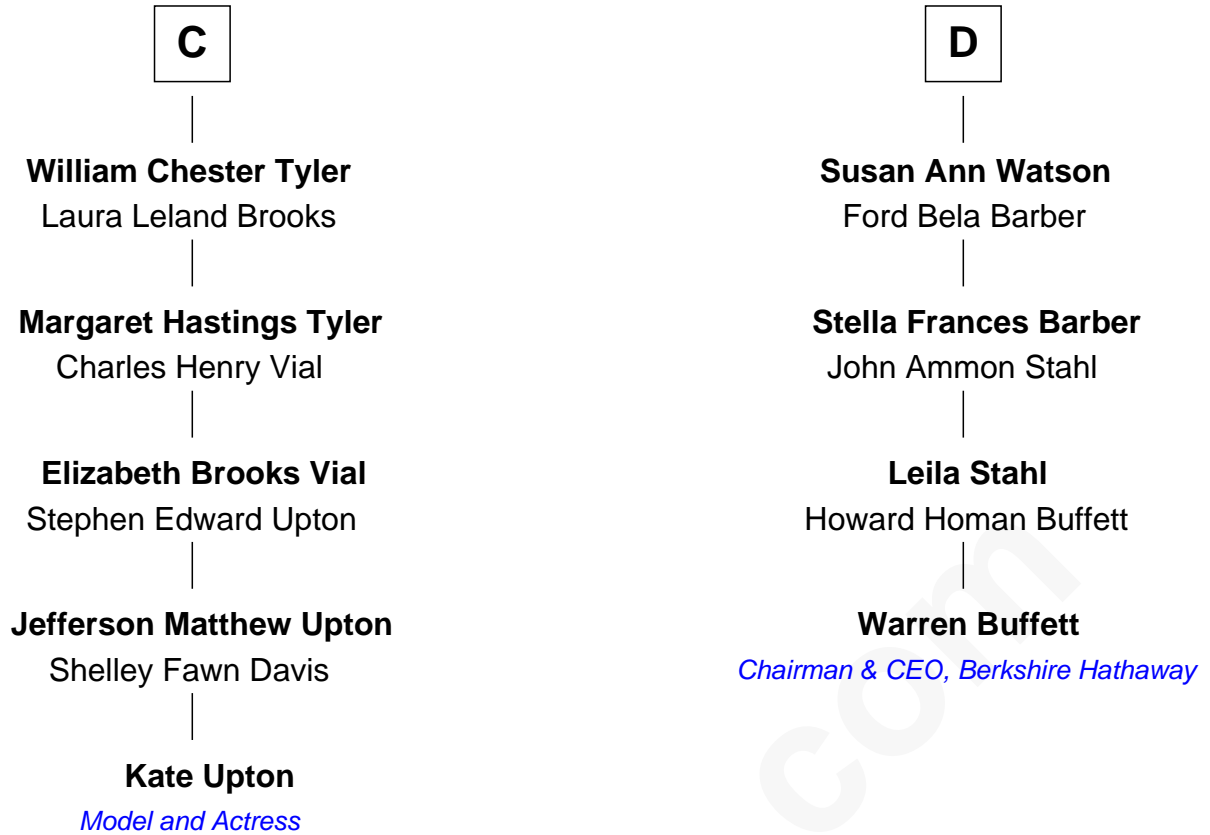 C
William Chester Tyler
Laura Leland Brooks
Margaret Hastings Tyler
Charles Henry Vial
Elizabeth Brooks Vial
Stephen Edward Upton
Jefferson Matthew Upton
Shelley Fawn Davis
Kate Upton
Model and Actress
D
Susan Ann Watson
Ford Bela Barber
Stella Frances Barber
John Ammon Stahl
Leila Stahl
Howard Homan Buffett
Warren Buffett
Chairman & CEO, Berkshire Hathaway
com